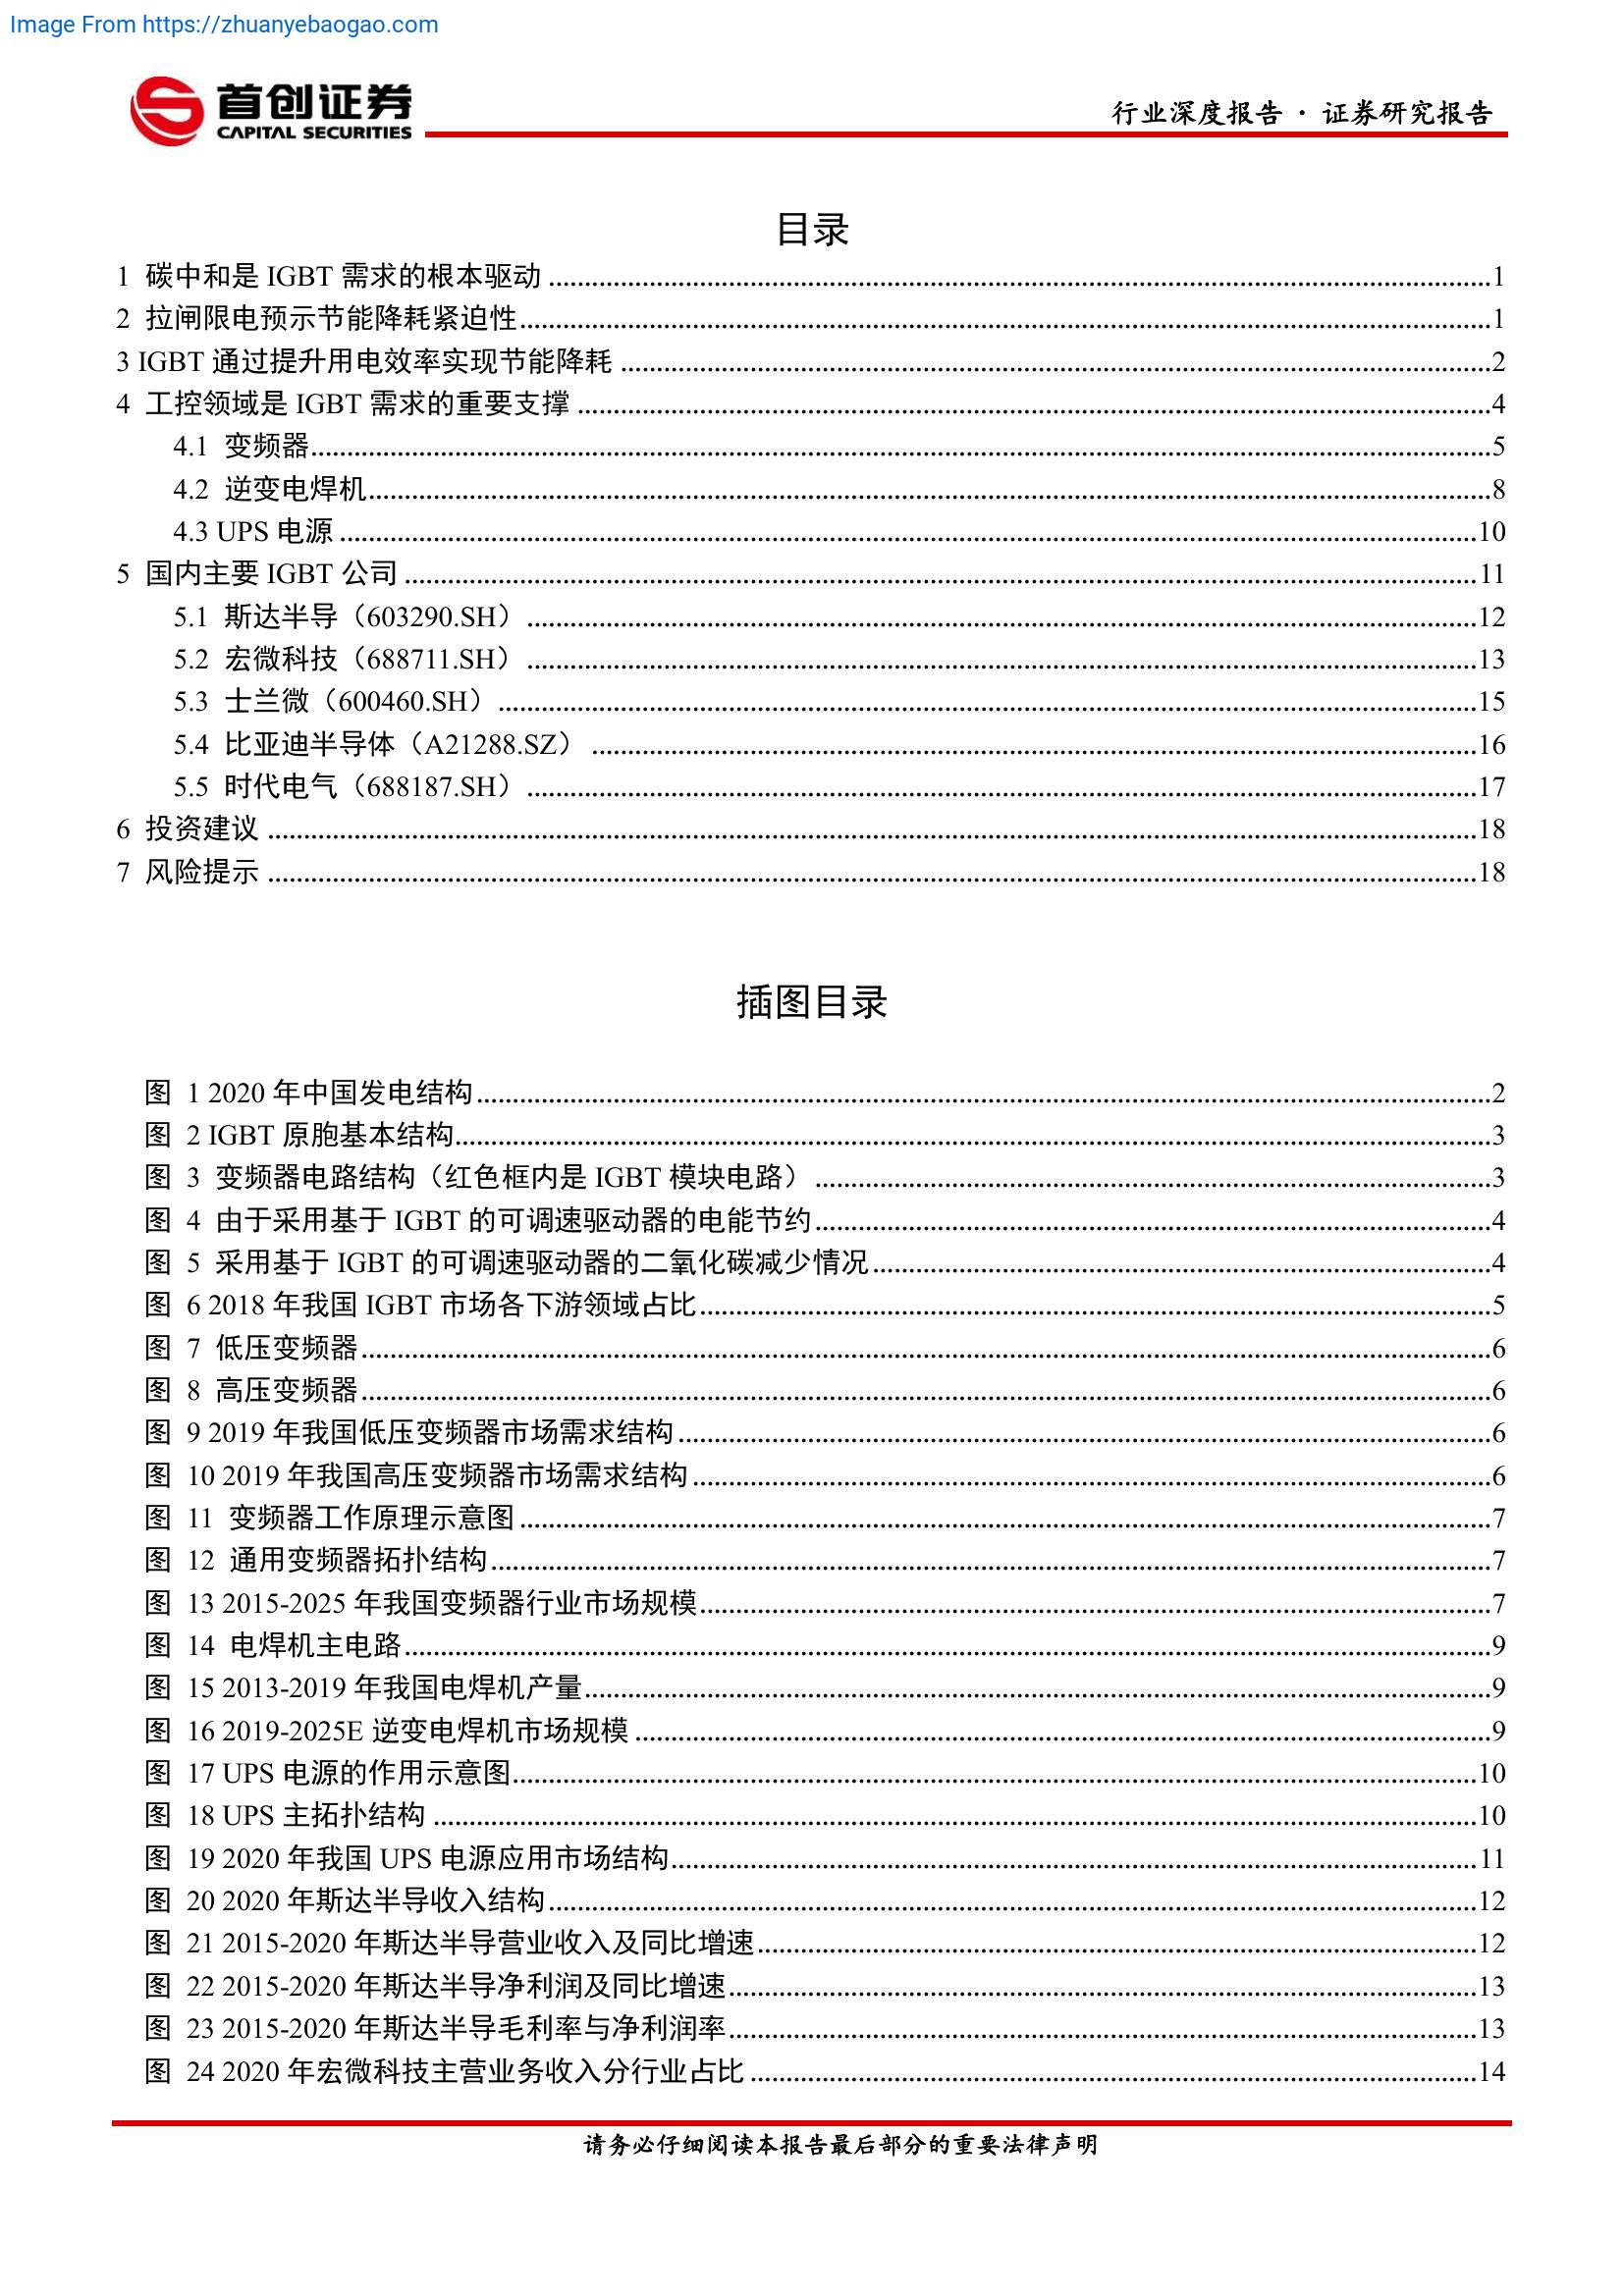 Image From https://zhuanyebaogao.com
首创证券
CAPITAL SECURITIES
行业深度报告 · 证券研究报告
目录
1 碳中和是 IGBT 需求的根本驱动 ........ 1
2 拉闸限电预示节能降耗紧迫性 ........ 1
3 IGBT 通过提升用电效率实现节能降耗 ........ 2
4 工控领域是 IGBT 需求的重要支撑 ........ 4
4.1 变频器 ........ 5
4.2 逆变电焊机 ........ 8
4.3 UPS 电源 ........ 10
5 国内主要 IGBT 公司 ........ 11
5.1 斯达半导（603290.SH） ........ 12
5.2 宏微科技（688711.SH） ........ 13
5.3 士兰微（600460.SH） ........ 15
5.4 比亚迪半导体（A21288.SZ） ........ 16
5.5 时代电气（688187.SH） ........ 17
6 投资建议 ........ 18
7 风险提示 ........ 18
插图目录
图 1 2020 年中国发电结构 ........ 2
图 2 IGBT 原胞基本结构 ........ 3
图 3 变频器电路结构（红色框内是 IGBT 模块电路） ........ 3
图 4 由于采用基于 IGBT 的可调速驱动器的电能节约 ........ 4
图 5 采用基于 IGBT 的可调速驱动器的二氧化碳减少情况 ........ 4
图 6 2018 年我国 IGBT 市场各下游领域占比 ........ 5
图 7 低压变频器 ........ 6
图 8 高压变频器 ........ 6
图 9 2019 年我国低压变频器市场需求结构 ........ 6
图 10 2019 年我国高压变频器市场需求结构 ........ 6
图 11 变频器工作原理示意图 ........ 7
图 12 通用变频器拓扑结构 ........ 7
图 13 2015-2025 年我国变频器行业市场规模 ........ 7
图 14 电焊机主电路 ........ 9
图 15 2013-2019 年我国电焊机产量 ........ 9
图 16 2019-2025E 逆变电焊机市场规模 ........ 9
图 17 UPS 电源的作用示意图 ........ 10
图 18 UPS 主拓扑结构 ........ 10
图 19 2020 年我国 UPS 电源应用市场结构 ........ 11
图 20 2020 年斯达半导收入结构 ........ 12
图 21 2015-2020 年斯达半导营业收入及同比增速 ........ 12
图 22 2015-2020 年斯达半导净利润及同比增速 ........ 13
图 23 2015-2020 年斯达半导毛利率与净利润率 ........ 13
图 24 2020 年宏微科技主营业务收入分行业占比 ........ 14
请务必仔细阅读本报告最后部分的重要法律声明